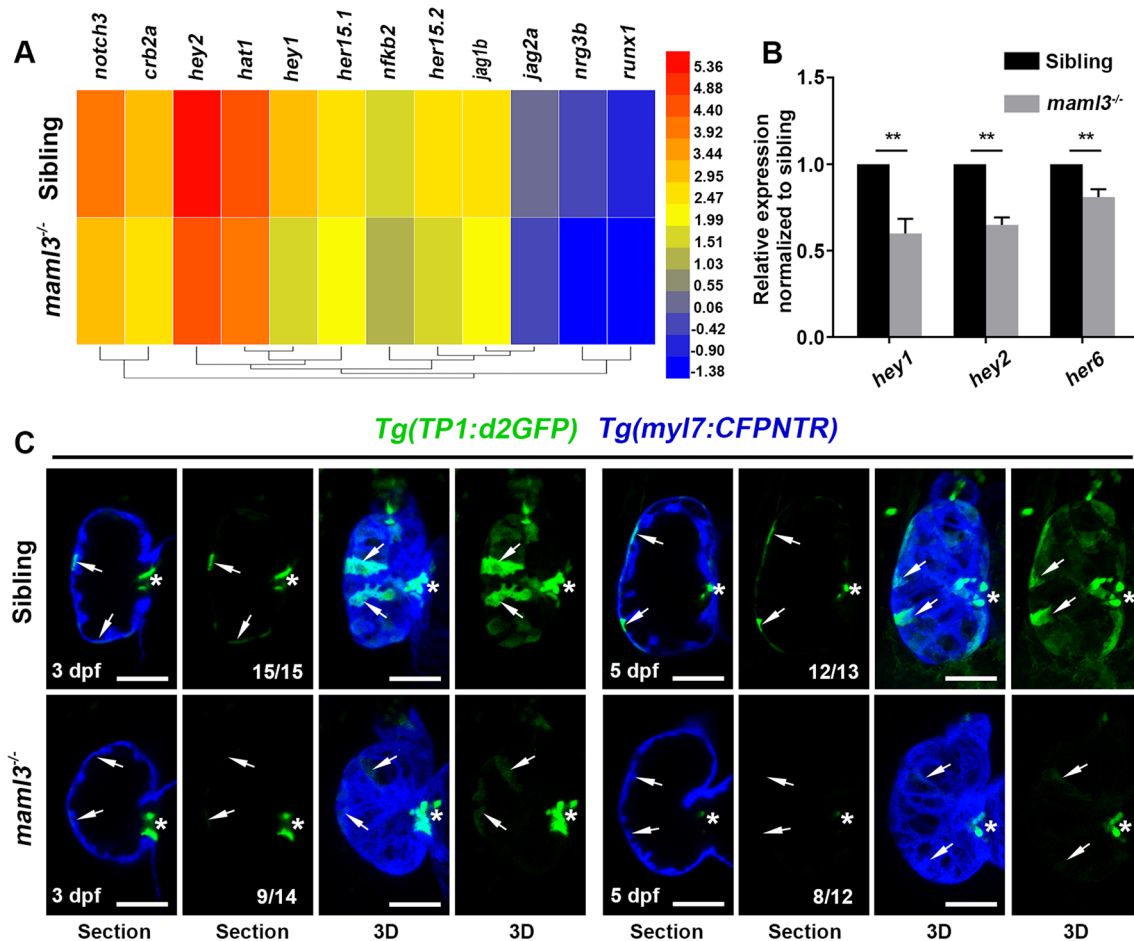 A
notch3 crb2a hey2 hat1 hey1 her15.1 nfkb2 her15.2 jag1b jag2a nrg3b runx1
Sibling
maml3-/-
5.36
4.88
4.40
3.92
3.44
2.95
2.47
1.99
1.51
1.03
0.55
0.06
-0.42
-0.90
-1.38
B
Sibling
maml3-/-
Relative expression
normalized to sibling
1.5
1.0
0.5
0.0
** ** **
hey1 hey2 her6
C
Tg(TP1:d2GFP) Tg(myl7:CFPNTR)
Sibling
* * * * * * * *
3 dpf 15/15 5 dpf 12/13
maml3-/-
* * * * * * * *
3 dpf 9/14 5 dpf 8/12
Section Section 3D 3D Section Section 3D 3D